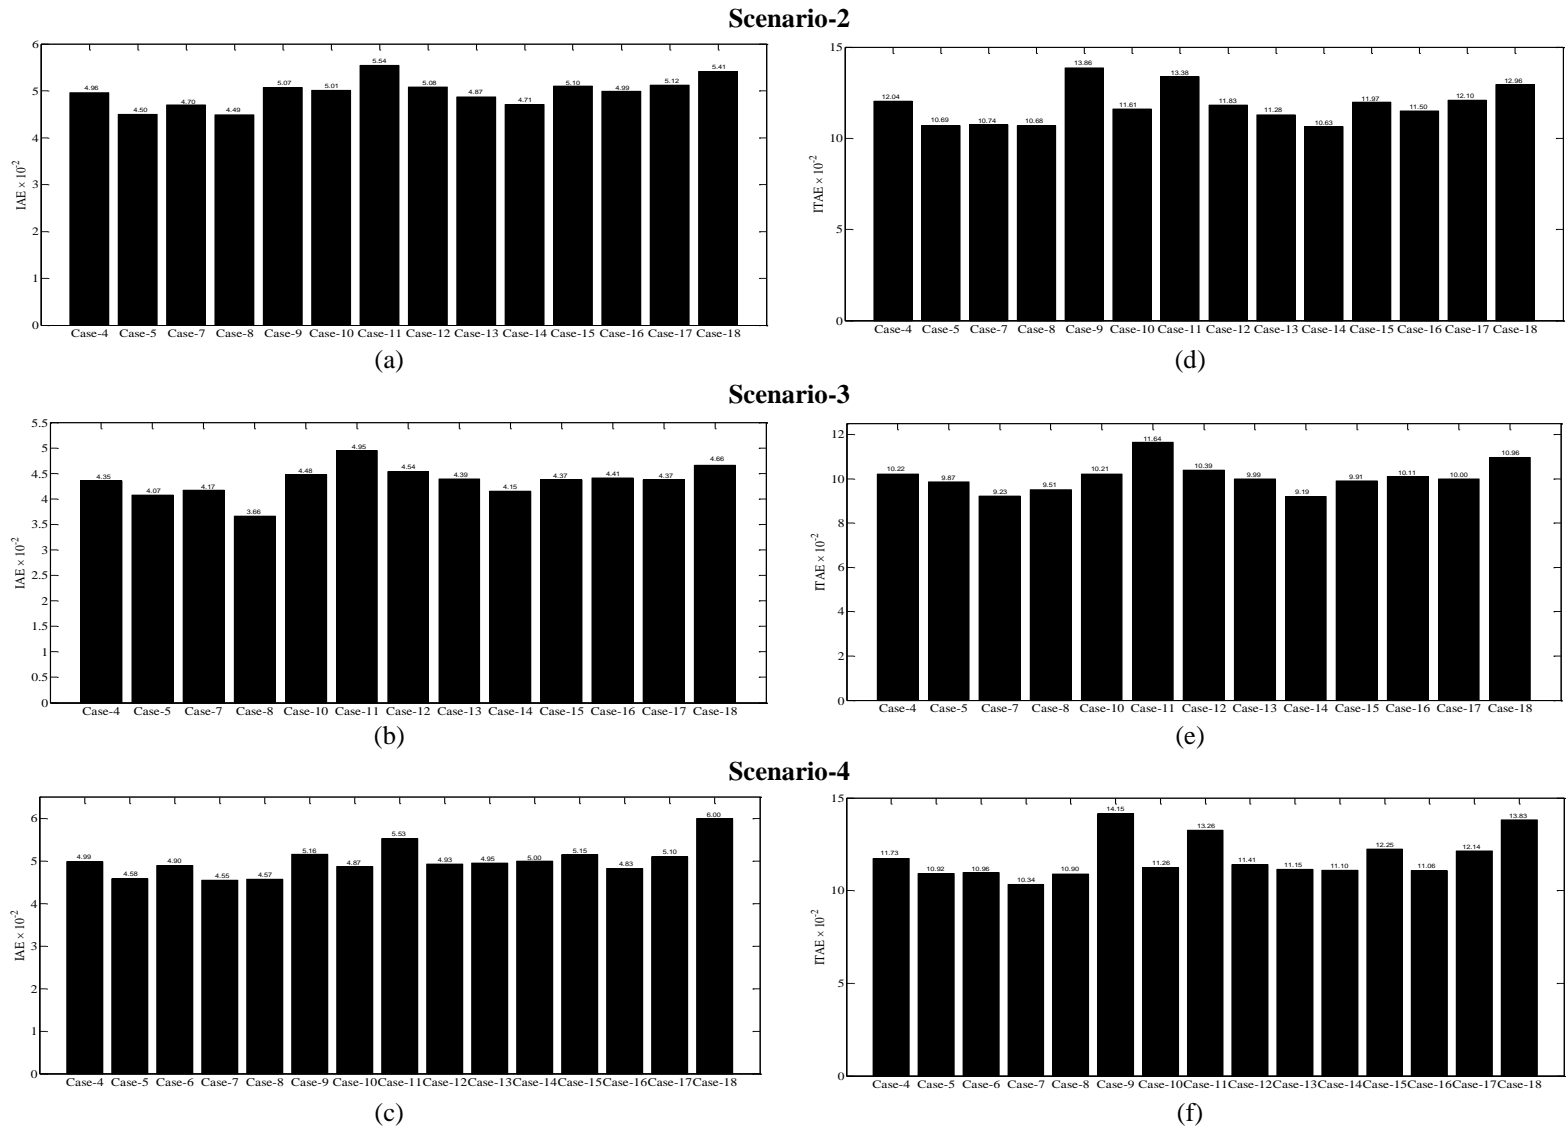 Scenario-2
6
5
4
3
2
1
0
IAE × 10-2
4.96 4.50 4.70 4.49 5.07 5.01 5.54 5.08 4.87 4.71 5.10 4.99 5.12 5.41
Case-4 Case-5 Case-7 Case-8 Case-9 Case-10 Case-11 Case-12 Case-13 Case-14 Case-15 Case-16 Case-17 Case-18
(a)
15
10
5
0
ITAE × 10-2
12.04 10.69 10.74 10.68 13.86 11.61 13.38 11.83 11.28 10.63 11.97 11.50 12.10 12.96
Case-4 Case-5 Case-7 Case-8 Case-9 Case-10 Case-11 Case-12 Case-13 Case-14 Case-15 Case-16 Case-17 Case-18
(d)
Scenario-3
5.5
5
4.5
4
3.5
3
2.5
2
1.5
1
0.5
0
IAE × 10-2
4.35 4.07 4.17 3.66 4.48 4.95 4.54 4.39 4.15 4.37 4.41 4.37 4.66
Case-4 Case-5 Case-7 Case-8 Case-10 Case-11 Case-12 Case-13 Case-14 Case-15 Case-16 Case-17 Case-18
(b)
12
10
8
6
4
2
0
ITAE × 10-2
10.22 9.87 9.23 9.51 10.21 11.64 10.39 9.99 9.19 9.91 10.11 10.00 10.96
Case-4 Case-5 Case-7 Case-8 Case-10 Case-11 Case-12 Case-13 Case-14 Case-15 Case-16 Case-17 Case-18
(e)
Scenario-4
6
5
4
3
2
1
0
IAE × 10-2
4.99 4.58 4.90 4.55 4.57 5.16 4.87 5.53 4.93 4.95 5.00 5.15 4.83 5.10 6.00
Case-4 Case-5 Case-6 Case-7 Case-8 Case-9 Case-10 Case-11 Case-12 Case-13 Case-14 Case-15 Case-16 Case-17 Case-18
(c)
15
10
5
0
ITAE × 10-2
11.73 10.92 10.96 10.34 10.90 14.15 11.26 13.26 11.41 11.15 11.10 12.25 11.06 12.14 13.83
Case-4 Case-5 Case-6 Case-7 Case-8 Case-9 Case-10 Case-11 Case-12 Case-13 Case-14 Case-15 Case-16 Case-17 Case-18
(f)